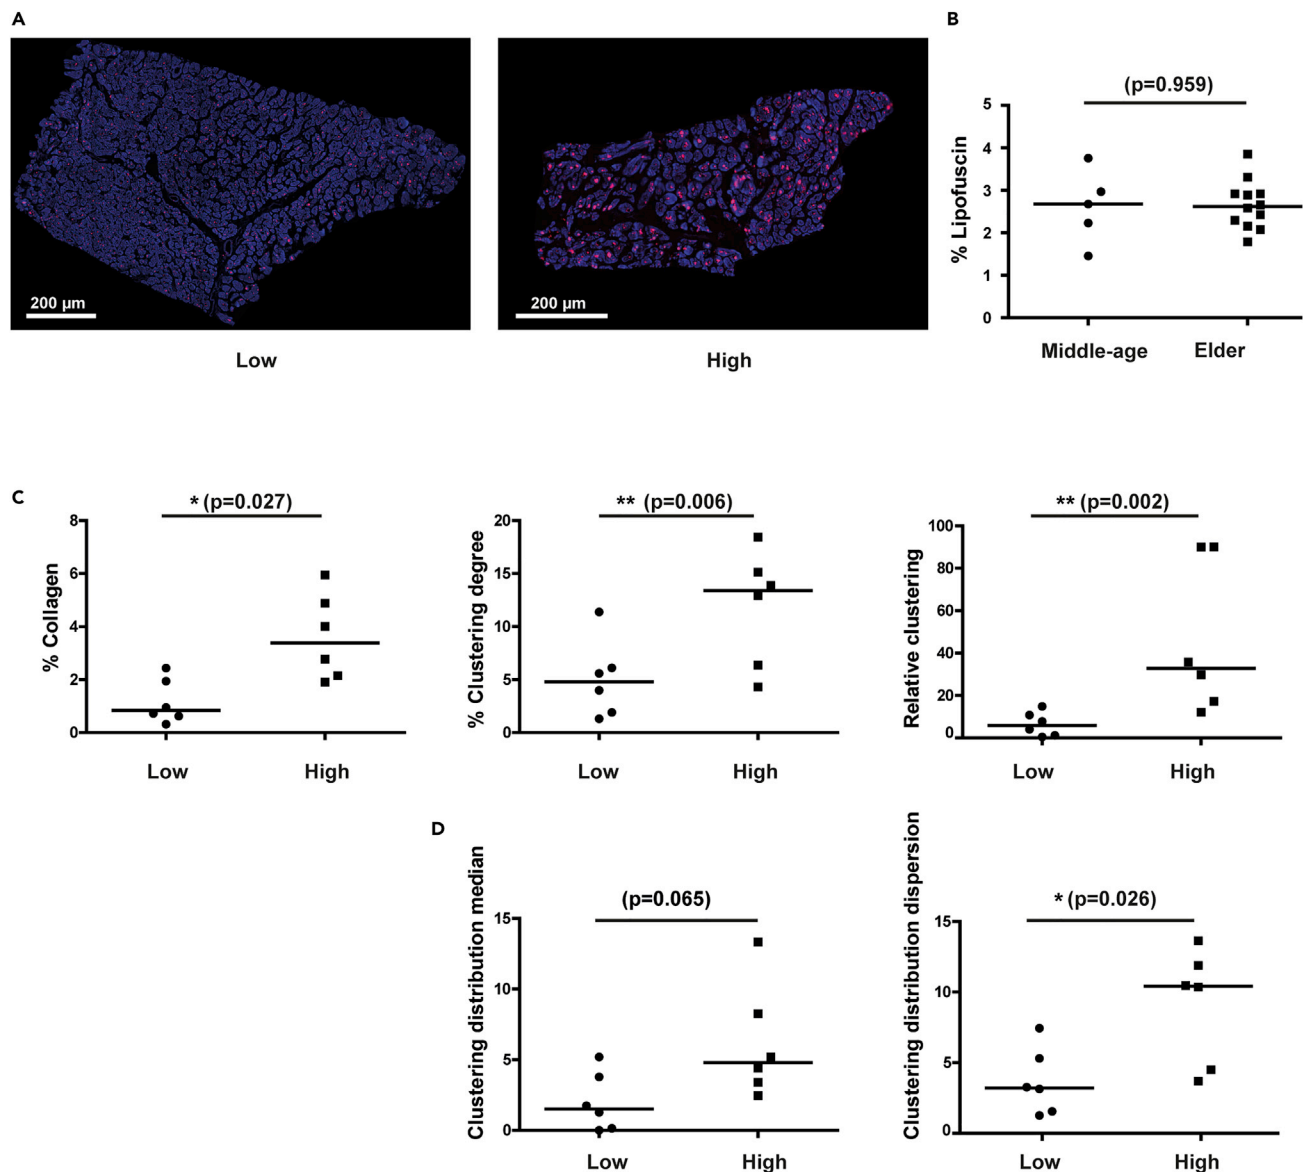 A
B
200 µm
200 µm
Low
High
(p=0.959)
% Lipofuscin
5
4
3
2
1
0
Middle-age
Elder
C
* (p=0.027)
% Collagen
8
6
4
2
0
Low
High
** (p=0.006)
% Clustering degree
20
15
10
5
0
Low
High
** (p=0.002)
Relative clustering
100
80
60
40
20
0
Low
High
D
(p=0.065)
Clustering distribution median
15
10
5
0
Low
High
* (p=0.026)
Clustering distribution dispersion
15
10
5
0
Low
High